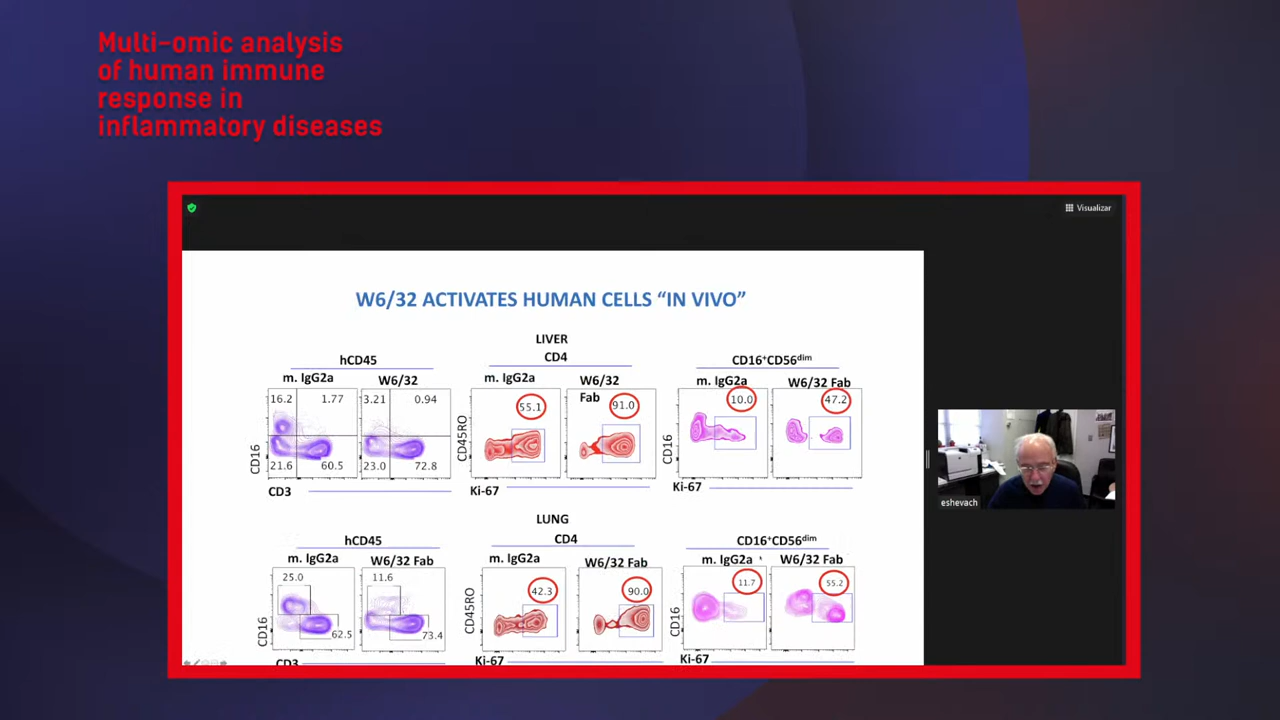 Multi-omic analysis
of human immune
response in
inflammatory diseases
Visualizar
W6/32 ACTIVATES HUMAN CELLS “IN VIVO”
LIVER
hCD45
CD4
CD16⁺CD56ᵈⁱᵐ
m. IgG2a
W6/32
m. IgG2a
W6/32
Fab
m. IgG2a
W6/32 Fab
16.2
1.77
3.21
0.94
55.1
91.0
10.0
47.2
CD16
CD45RO
CD16
21.6
60.5
23.0
72.8
CD3
Ki-67
Ki-67
eshevach
LUNG
hCD45
CD4
CD16⁺CD56ᵈⁱᵐ
m. IgG2a
W6/32 Fab
m. IgG2a
W6/32 Fab
m. IgG2a
W6/32 Fab
25.0
11.6
42.3
90.0
11.7
55.2
CD16
CD45RO
CD16
62.5
73.4
CD3
Ki-67
Ki-67